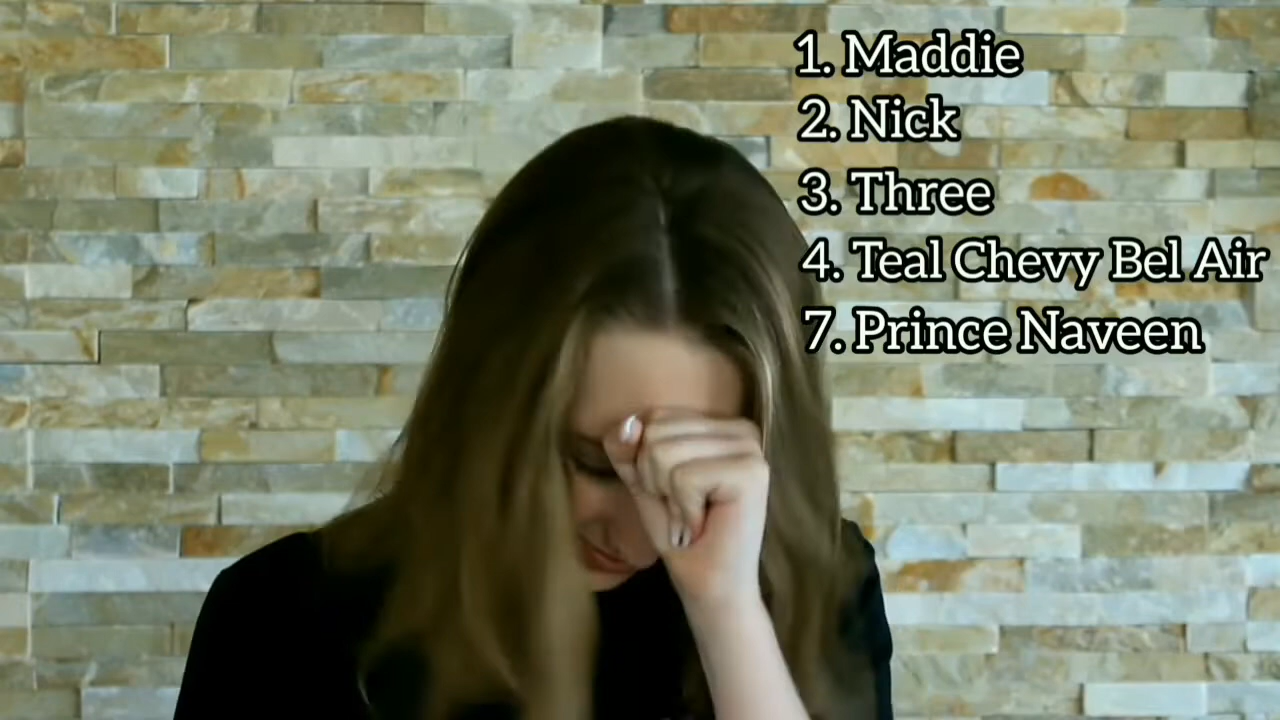 1. Maddie
2. Nick
3. Three
4. Teal Chevy Bel Air
7. Prince Naveen